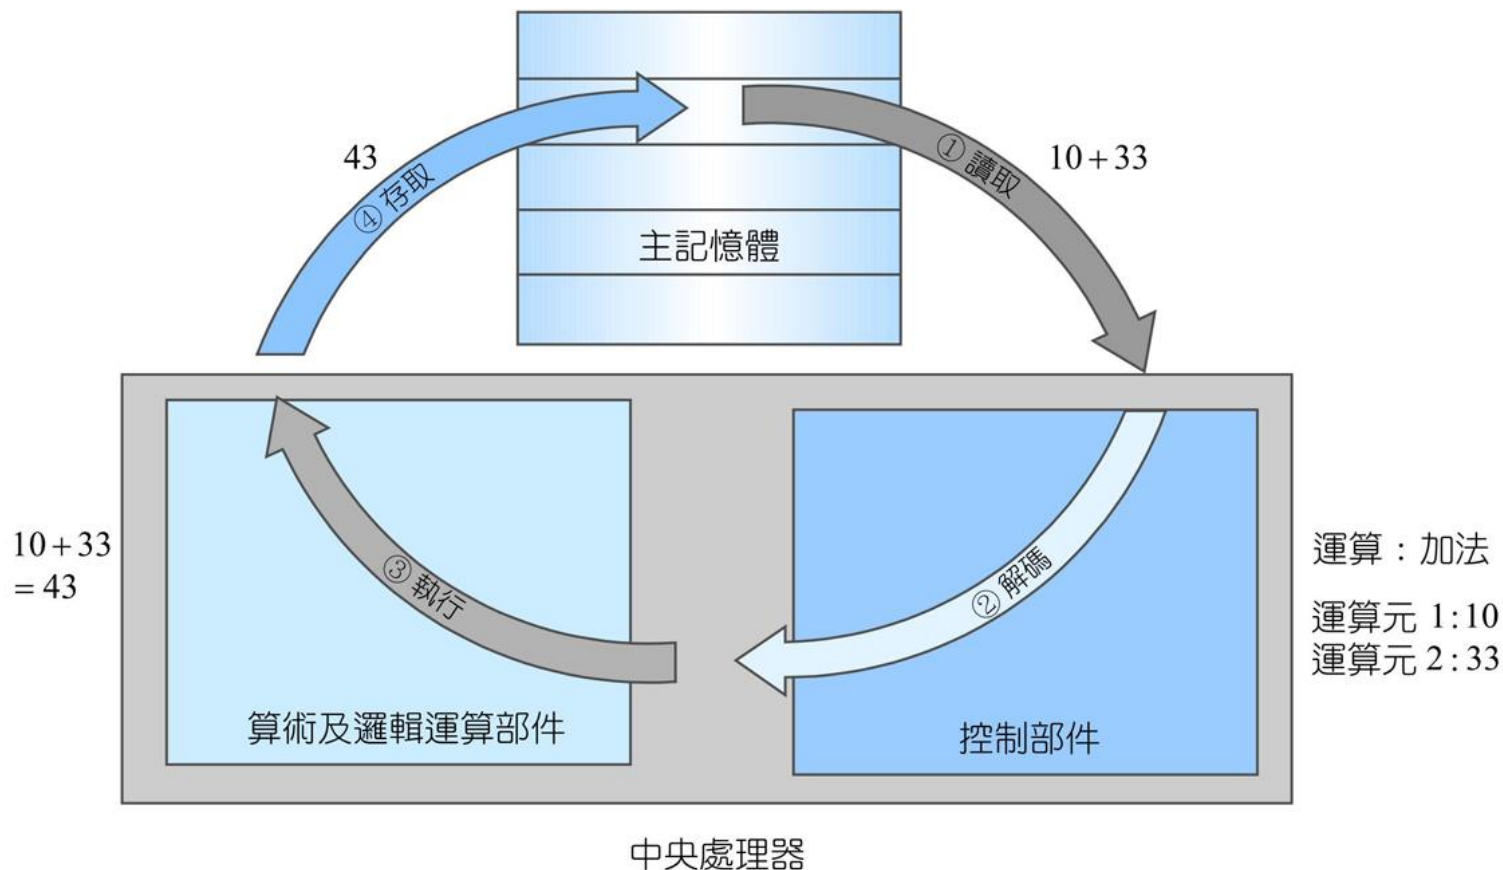 43
④ 存取
① 讀取
10 + 33
主記憶體
10 + 33
= 43
③ 執行
② 解碼
運算：加法
運算元 1 : 10
運算元 2 : 33
算術及邏輯運算部件
控制部件
中央處理器